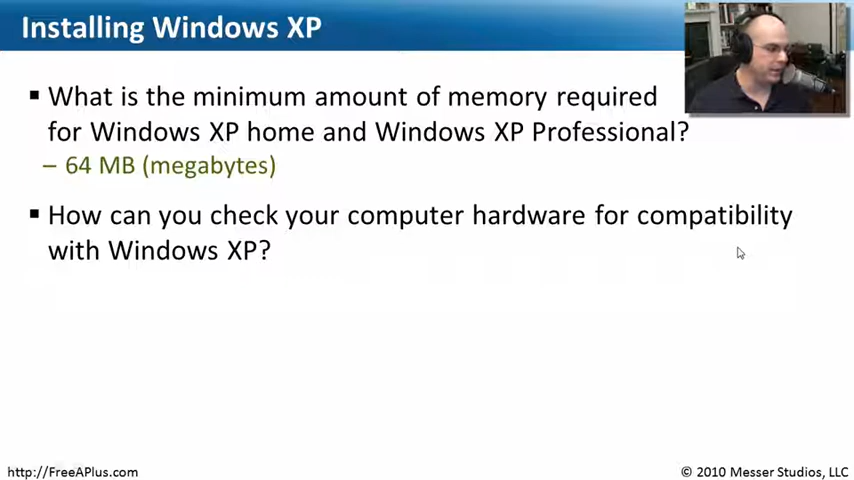 Installing Windows XP
▪ What is the minimum amount of memory required
for Windows XP home and Windows XP Professional?
– 64 MB (megabytes)
▪ How can you check your computer hardware for compatibility
with Windows XP?
http://FreeAPlus.com
© 2010 Messer Studios, LLC